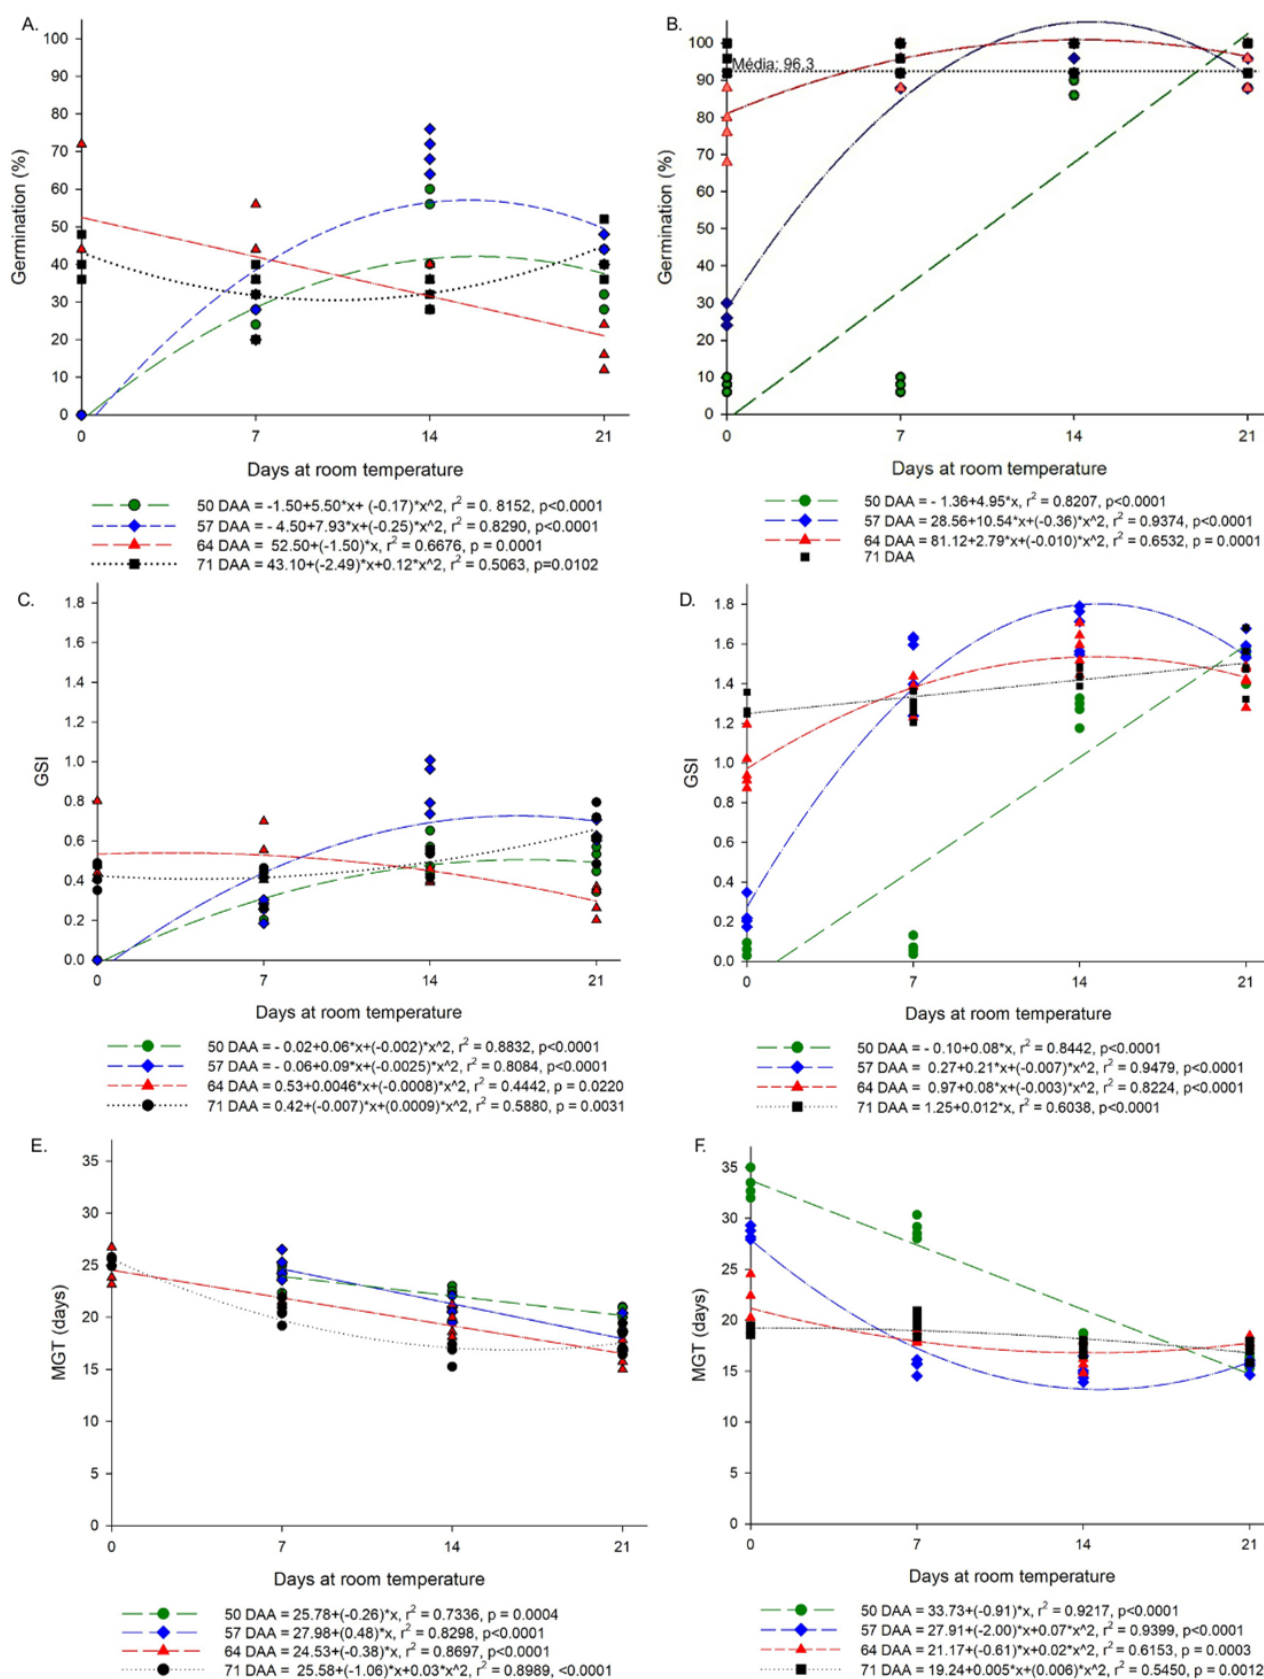 A.
Germination (%)
100
90
80
70
60
50
40
30
20
10
0
0 7 14 21
Days at room temperature
50 DAA = -1.50+5.50*x+ (-0.17)*x^2, r2 = 0. 8152, p<0.0001
57 DAA = - 4.50+7.93*x+(-0.25)*x^2, r2 = 0.8290, p<0.0001
64 DAA = 52.50+(-1.50)*x, r2 = 0.6676, p = 0.0001
71 DAA = 43.10+(-2.49)*x+0.12*x^2, r2 = 0.5063, p=0.0102
B.
Germination (%)
100
90
80
70
60
50
40
30
20
10
0
Média: 96.3
0 7 14 21
Days at room temperature
50 DAA = - 1.36+4.95*x, r2 = 0.8207, p<0.0001
57 DAA = 28.56+10.54*x+(-0.36)*x^2, r2 = 0.9374, p<0.0001
64 DAA = 81.12+2.79*x+(-0.010)*x^2, r2 = 0.6532, p = 0.0001
71 DAA
C.
GSI
1.8
1.6
1.4
1.2
1.0
0.8
0.6
0.4
0.2
0.0
0 7 14 21
Days at room temperature
50 DAA = - 0.02+0.06*x+(-0.002)*x^2, r2 = 0.8832, p<0.0001
57 DAA = - 0.06+0.09*x+(-0.0025)*x^2, r2 = 0.8084, p<0.0001
64 DAA = 0.53+0.0046*x+(-0.0008)*x^2, r2 = 0.4442, p = 0.0220
71 DAA = 0.42+(-0.007)*x+(0.0009)*x^2, r2 = 0.5880, p = 0.0031
D.
GSI
1.8
1.6
1.4
1.2
1.0
0.8
0.6
0.4
0.2
0.0
0 7 14 21
Days at room temperature
50 DAA = - 0.10+0.08*x, r2 = 0.8442, p<0.0001
57 DAA = 0.27+0.21*x+(-0.007)*x^2, r2 = 0.9479, p<0.0001
64 DAA = 0.97+0.08*x+(-0.003)*x^2, r2 = 0.8224, p<0.0001
71 DAA = 1.25+0.012*x, r2 = 0.6038, p<0.0001
E.
MGT (days)
35
30
25
20
15
10
5
0
0 7 14 21
Days at room temperature
50 DAA = 25.78+(-0.26)*x, r2 = 0.7336, p = 0.0004
57 DAA = 27.98+(0.48)*x, r2 = 0.8298, p<0.0001
64 DAA = 24.53+(-0.38)*x, r2 = 0.8697, p<0.0001
71 DAA = 25.58+(-1.06)*x+0.03*x^2, r2 = 0.8989, <0.0001
F.
MGT (days)
35
30
25
20
15
10
5
0
0 7 14 21
Days at room temperature
50 DAA = 33.73+(-0.91)*x, r2 = 0.9217, p<0.0001
57 DAA = 27.91+(-2.00)*x+0.07*x^2, r2 = 0.9399, p<0.0001
64 DAA = 21.17+(-0.61)*x+0.02*x^2, r2 = 0.6153, p = 0.0003
71 DAA = 19.24+0.005*x+(0.006)*x^2, r2 = 0.5450, p = 0.0012